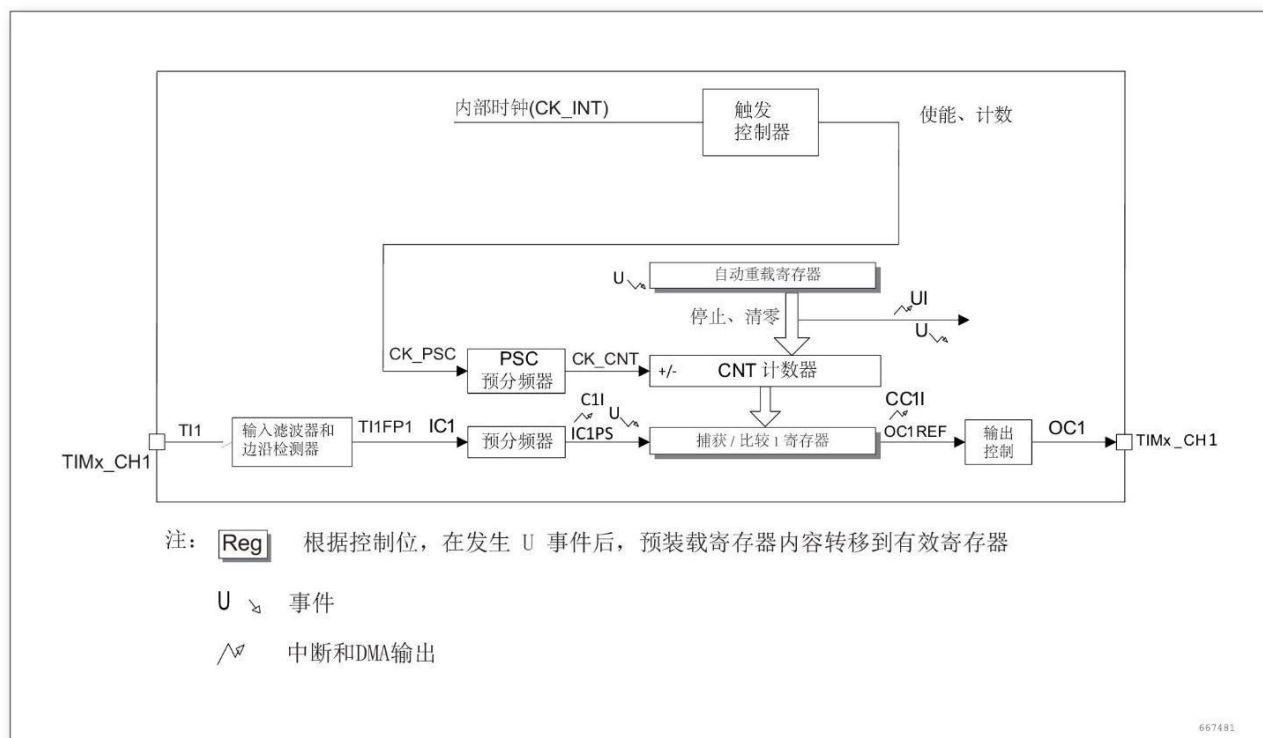 内部时钟(CK_INT)
触发
控制器
使能、计数
U
自动重载寄存器
停止、清零
UI
U
CK_PSC
PSC
预分频器
CK_CNT
+/-
CNT 计数器
TIMx_CH1
TI1
输入滤波器和
边沿检测器
TI1FP1
IC1
预分频器
C1I
U
IC1PS
捕获/比较1寄存器
CC1I
OC1REF
输出
控制
OC1
TIMx_CH1
注: Reg 根据控制位,在发生 U 事件后,预装载寄存器内容转移到有效寄存器
U 事件
中断和DMA输出
667481